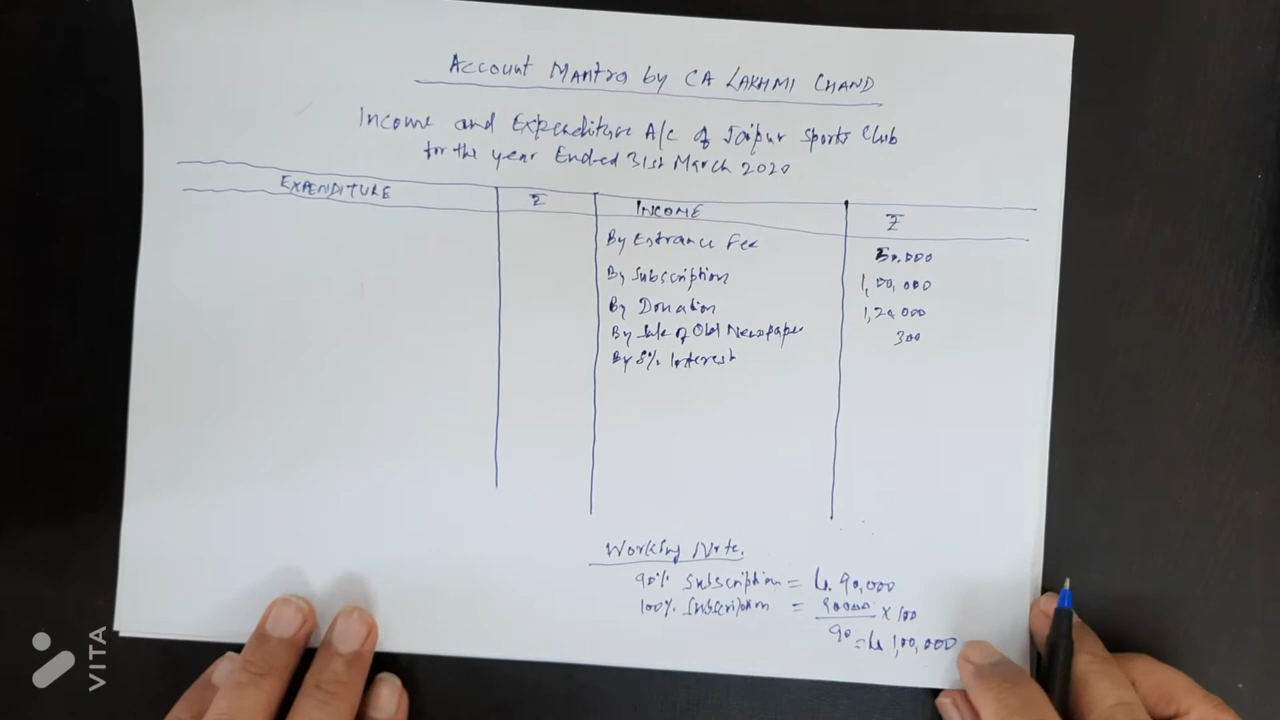 Account Mantra by CA LAKHMI CHAND
Income and Expenditure A/c of Jaipur Sports Club
for the year Ended 31st March 2020
EXPENDITURE ₹ INCOME ₹
By Entrance Fee 50,000
By Subscription 1,00,000
By Donation 1,20,000
By Sale of Old Newspaper 300
By 8% Interest
Working Note.
90% Subscription = Rs. 90,000
100% Subscription = 90000 × 100
90
= Rs 1,00,000
VITA